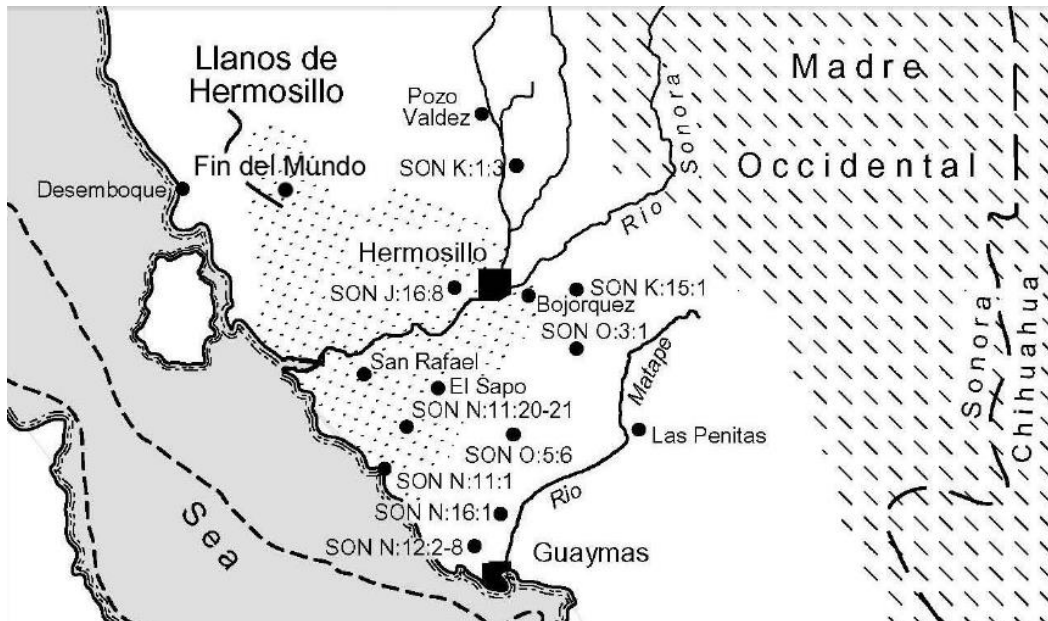 Llanos de
Hermosillo
Madre
Pozo
Valdez
Sonora
Fin del Mundo
SON K:1:3
Occidental
Desemboque
Rio
Hermosillo
SON J:16:8
SON K:15:1
Bojorquez
SON O:3:1
San Rafael
El Sapo
Matape
Sonora
Chihuahua
SON N:11:20-21
SON O:5:6
Las Penitas
SON N:11:1
Rio
SON N:16:1
Sea
SON N:12:2-8
Guaymas